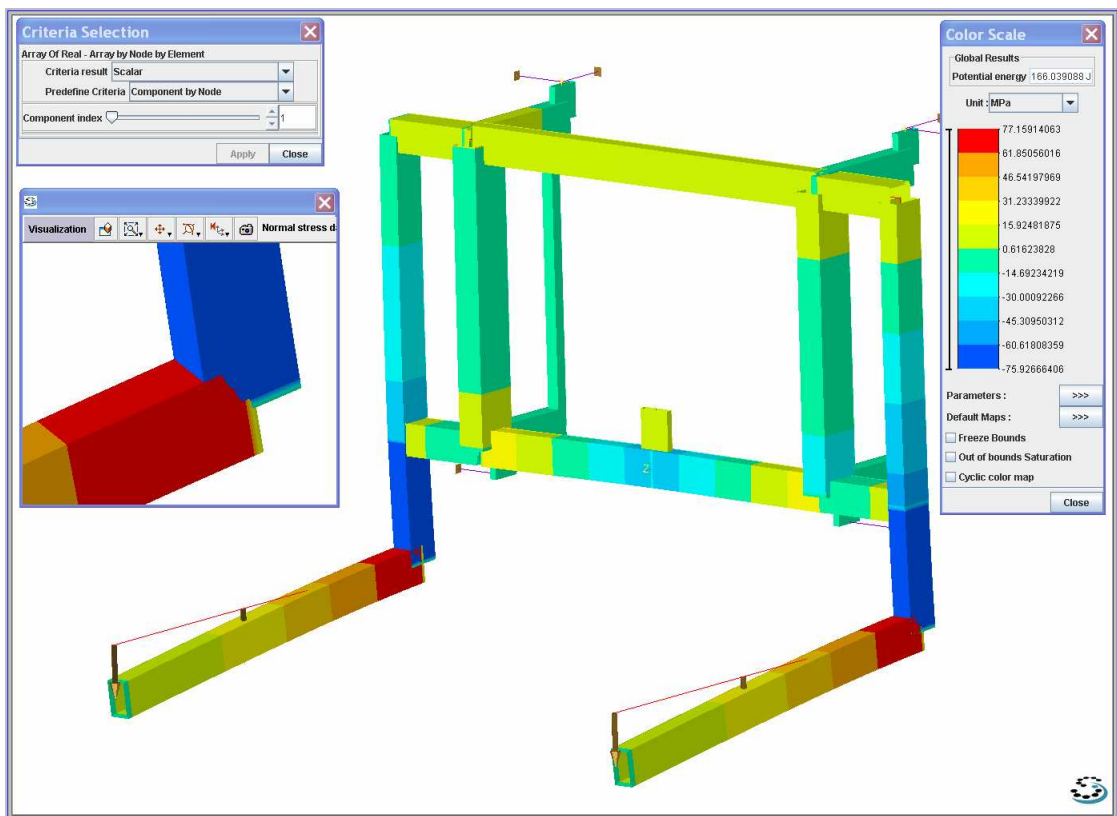 Criteria Selection
Array Of Real - Array by Node by Element
Criteria result Scalar
Predefine Criteria Component by Node
Component index 1
Apply Close
Visualization Normal stress d
Z
Color Scale
Global Results
Potential energy 166.039088 J
Unit : MPa
77.15914063
61.85056016
46.54197969
31.23339922
15.92481875
0.61623828
-14.69234219
-30.00092266
-45.30950312
-60.61808359
-75.92666406
Parameters : >>>
Default Maps : >>>
Freeze Bounds
Out of bounds Saturation
Cyclic color map
Close